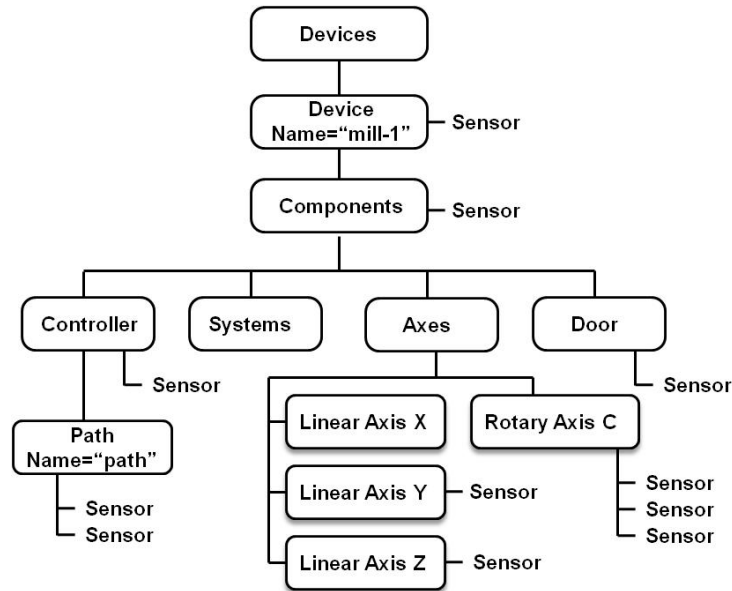 Devices
Device
Name=“mill-1”
Sensor
Components
Sensor
Controller
Systems
Axes
Door
Sensor
Sensor
Path
Name=“path”
Sensor
Sensor
Linear Axis X
Rotary Axis C
Linear Axis Y
Sensor
Linear Axis Z
Sensor
Sensor
Sensor
Sensor